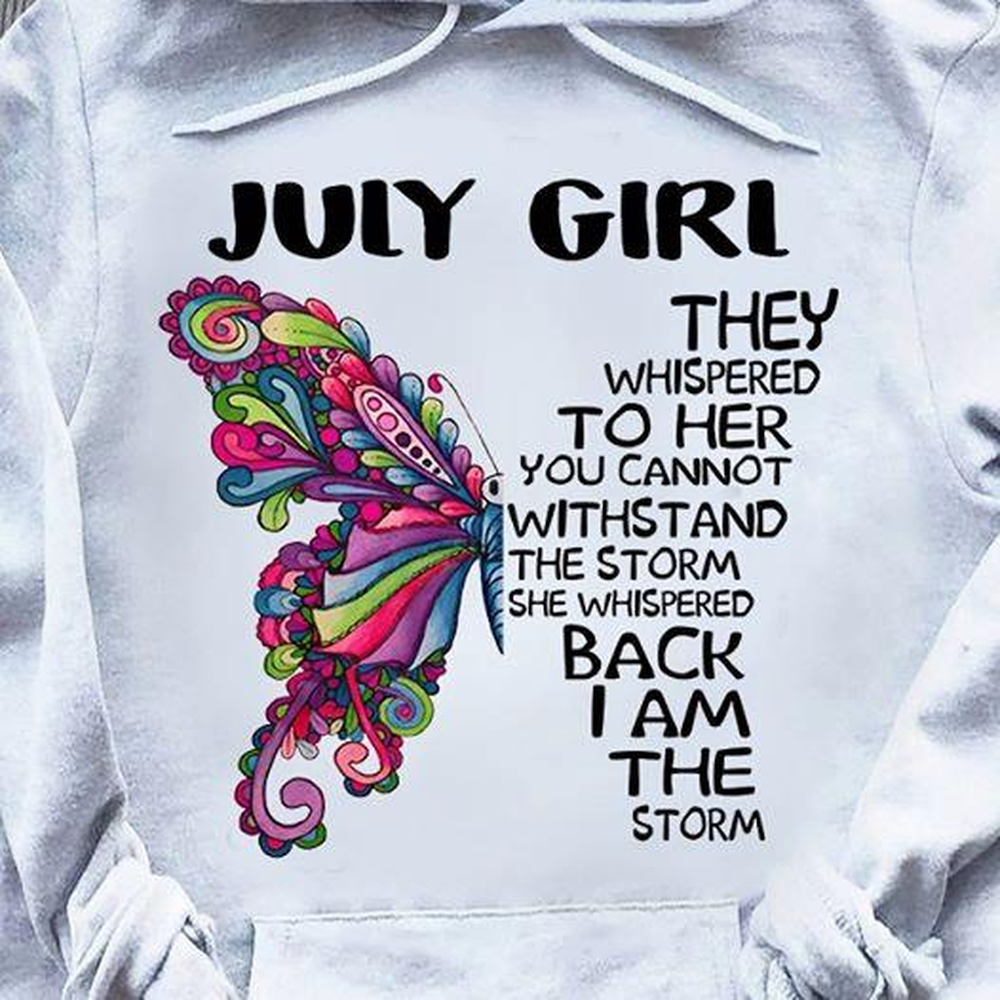 JULY GIRL
THEY
WHISPERED
TO HER
YOU CANNOT
WITHSTAND
THE STORM
SHE WHISPERED
BACK
I AM
THE
STORM